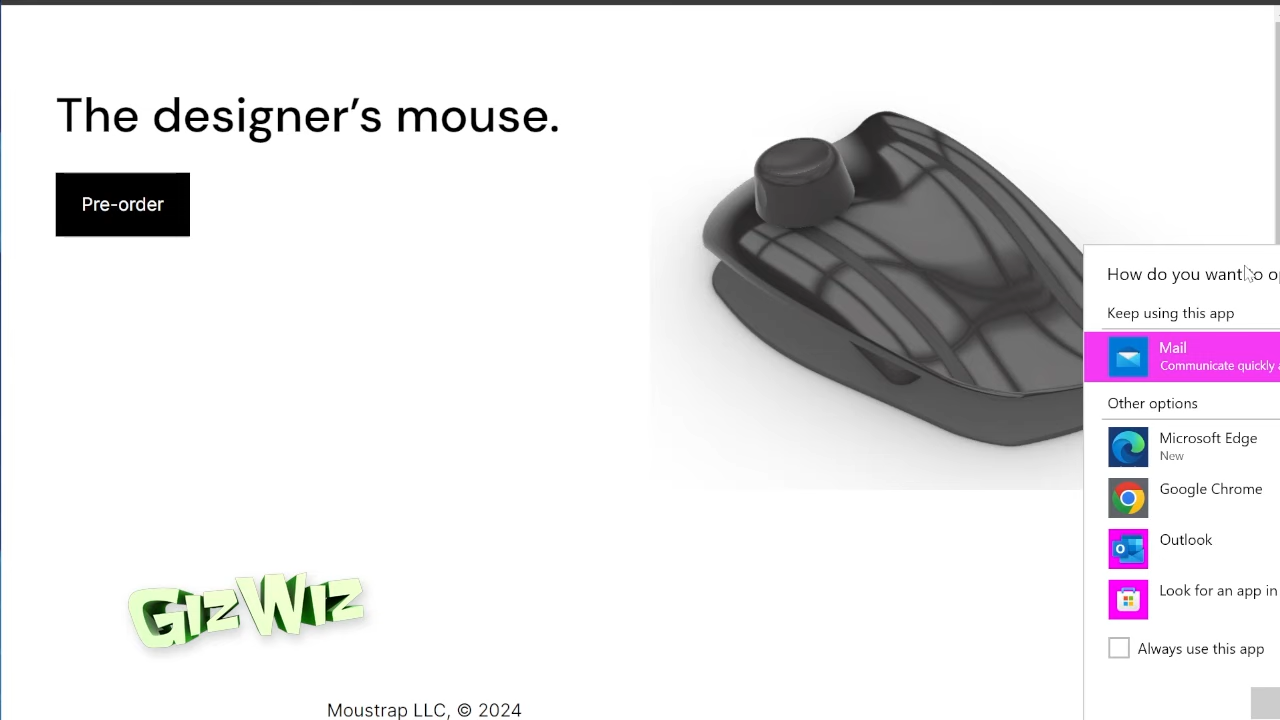 The designer’s mouse.
Pre-order
How do you want to
Keep using this app
Mail
Communicate quickly
Other options
Microsoft Edge
New
Google Chrome
Outlook
Look for an app in
Always use this app
GizWiz
Moustrap LLC, © 2024